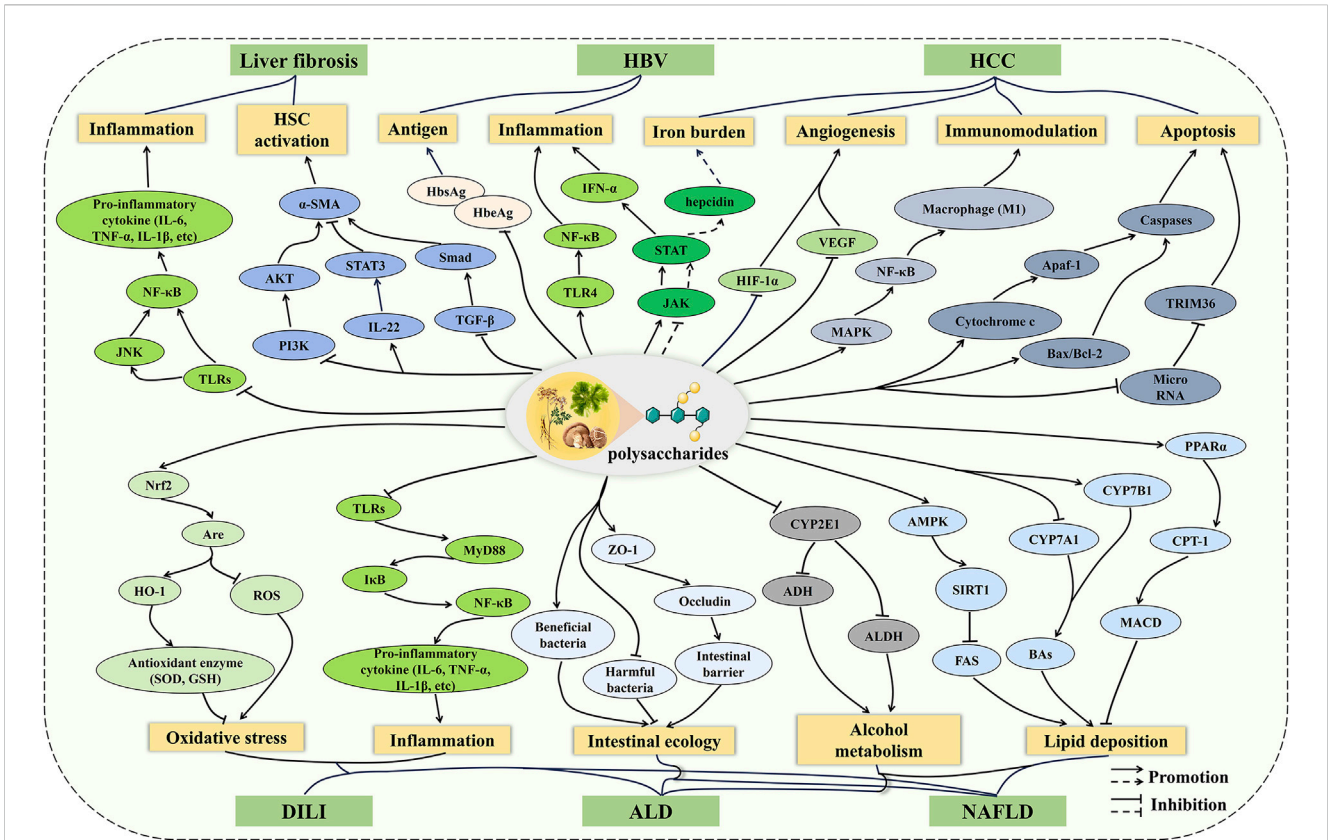 Liver fibrosis
HBV
HCC
Inflammation
HSC
activation
Antigen
Inflammation
Iron burden
Angiogenesis
Immunomodulation
Apoptosis
Pro-inflammatory
cytokine (IL-6,
TNF-α, IL-1β, etc)
NF-κB
JNK
TLRs
α-SMA
AKT
PI3K
STAT3
IL-22
Smad
TGF-β
HbsAg
HbeAg
IFN-α
NF-κB
TLR4
hepcidin
STAT
JAK
HIF-1α
VEGF
Macrophage (M1)
NF-κB
MAPK
Caspases
Apaf-1
Cytochrome c
Bax/Bcl-2
TRIM36
Micro
RNA
polysaccharides
Nrf2
Are
HO-1
ROS
Antioxidant enzyme
(SOD, GSH)
TLRs
MyD88
IκB
NF-κB
Pro-inflammatory
cytokine (IL-6, TNF-α,
IL-1β, etc)
ZO-1
Occludin
Intestinal
barrier
Beneficial
bacteria
Harmful
bacteria
CYP2E1
ADH
ALDH
AMPK
SIRT1
FAS
CYP7B1
CYP7A1
BAs
PPARα
CPT-1
MACD
Oxidative stress
Inflammation
Intestinal ecology
Alcohol
metabolism
Lipid deposition
DILI
ALD
NAFLD
Promotion
Inhibition